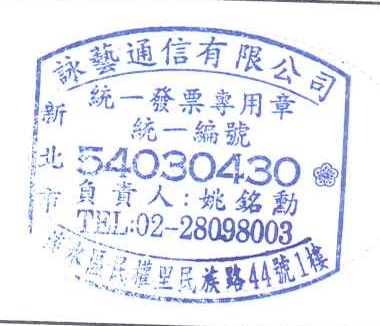 詠藝通信有限公司
統一發票專用章
統一編號
54030430
負責人:姚銘勳
TEL:02-28098003
新北市
淡水區民權里民族路44號1樓